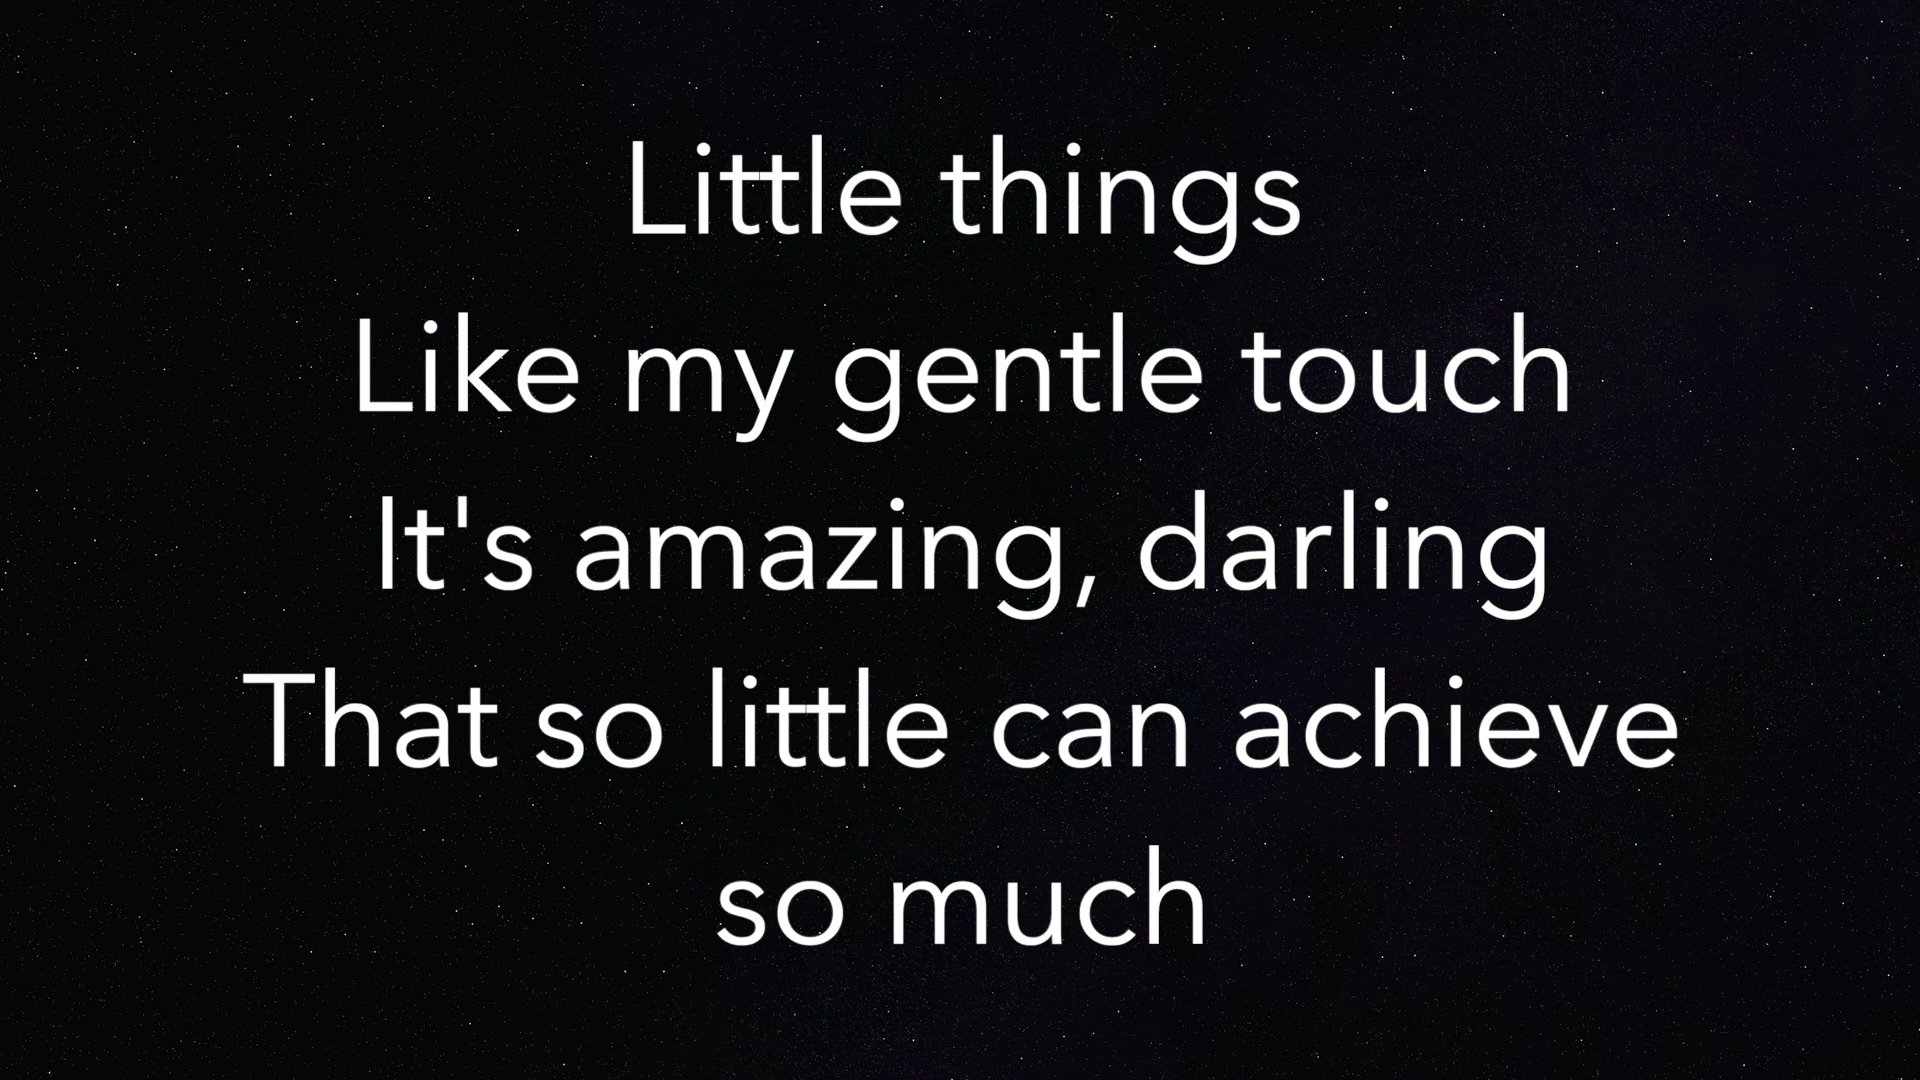 Little things
Like my gentle touch
It's amazing, darling
That so little can achieve
so much